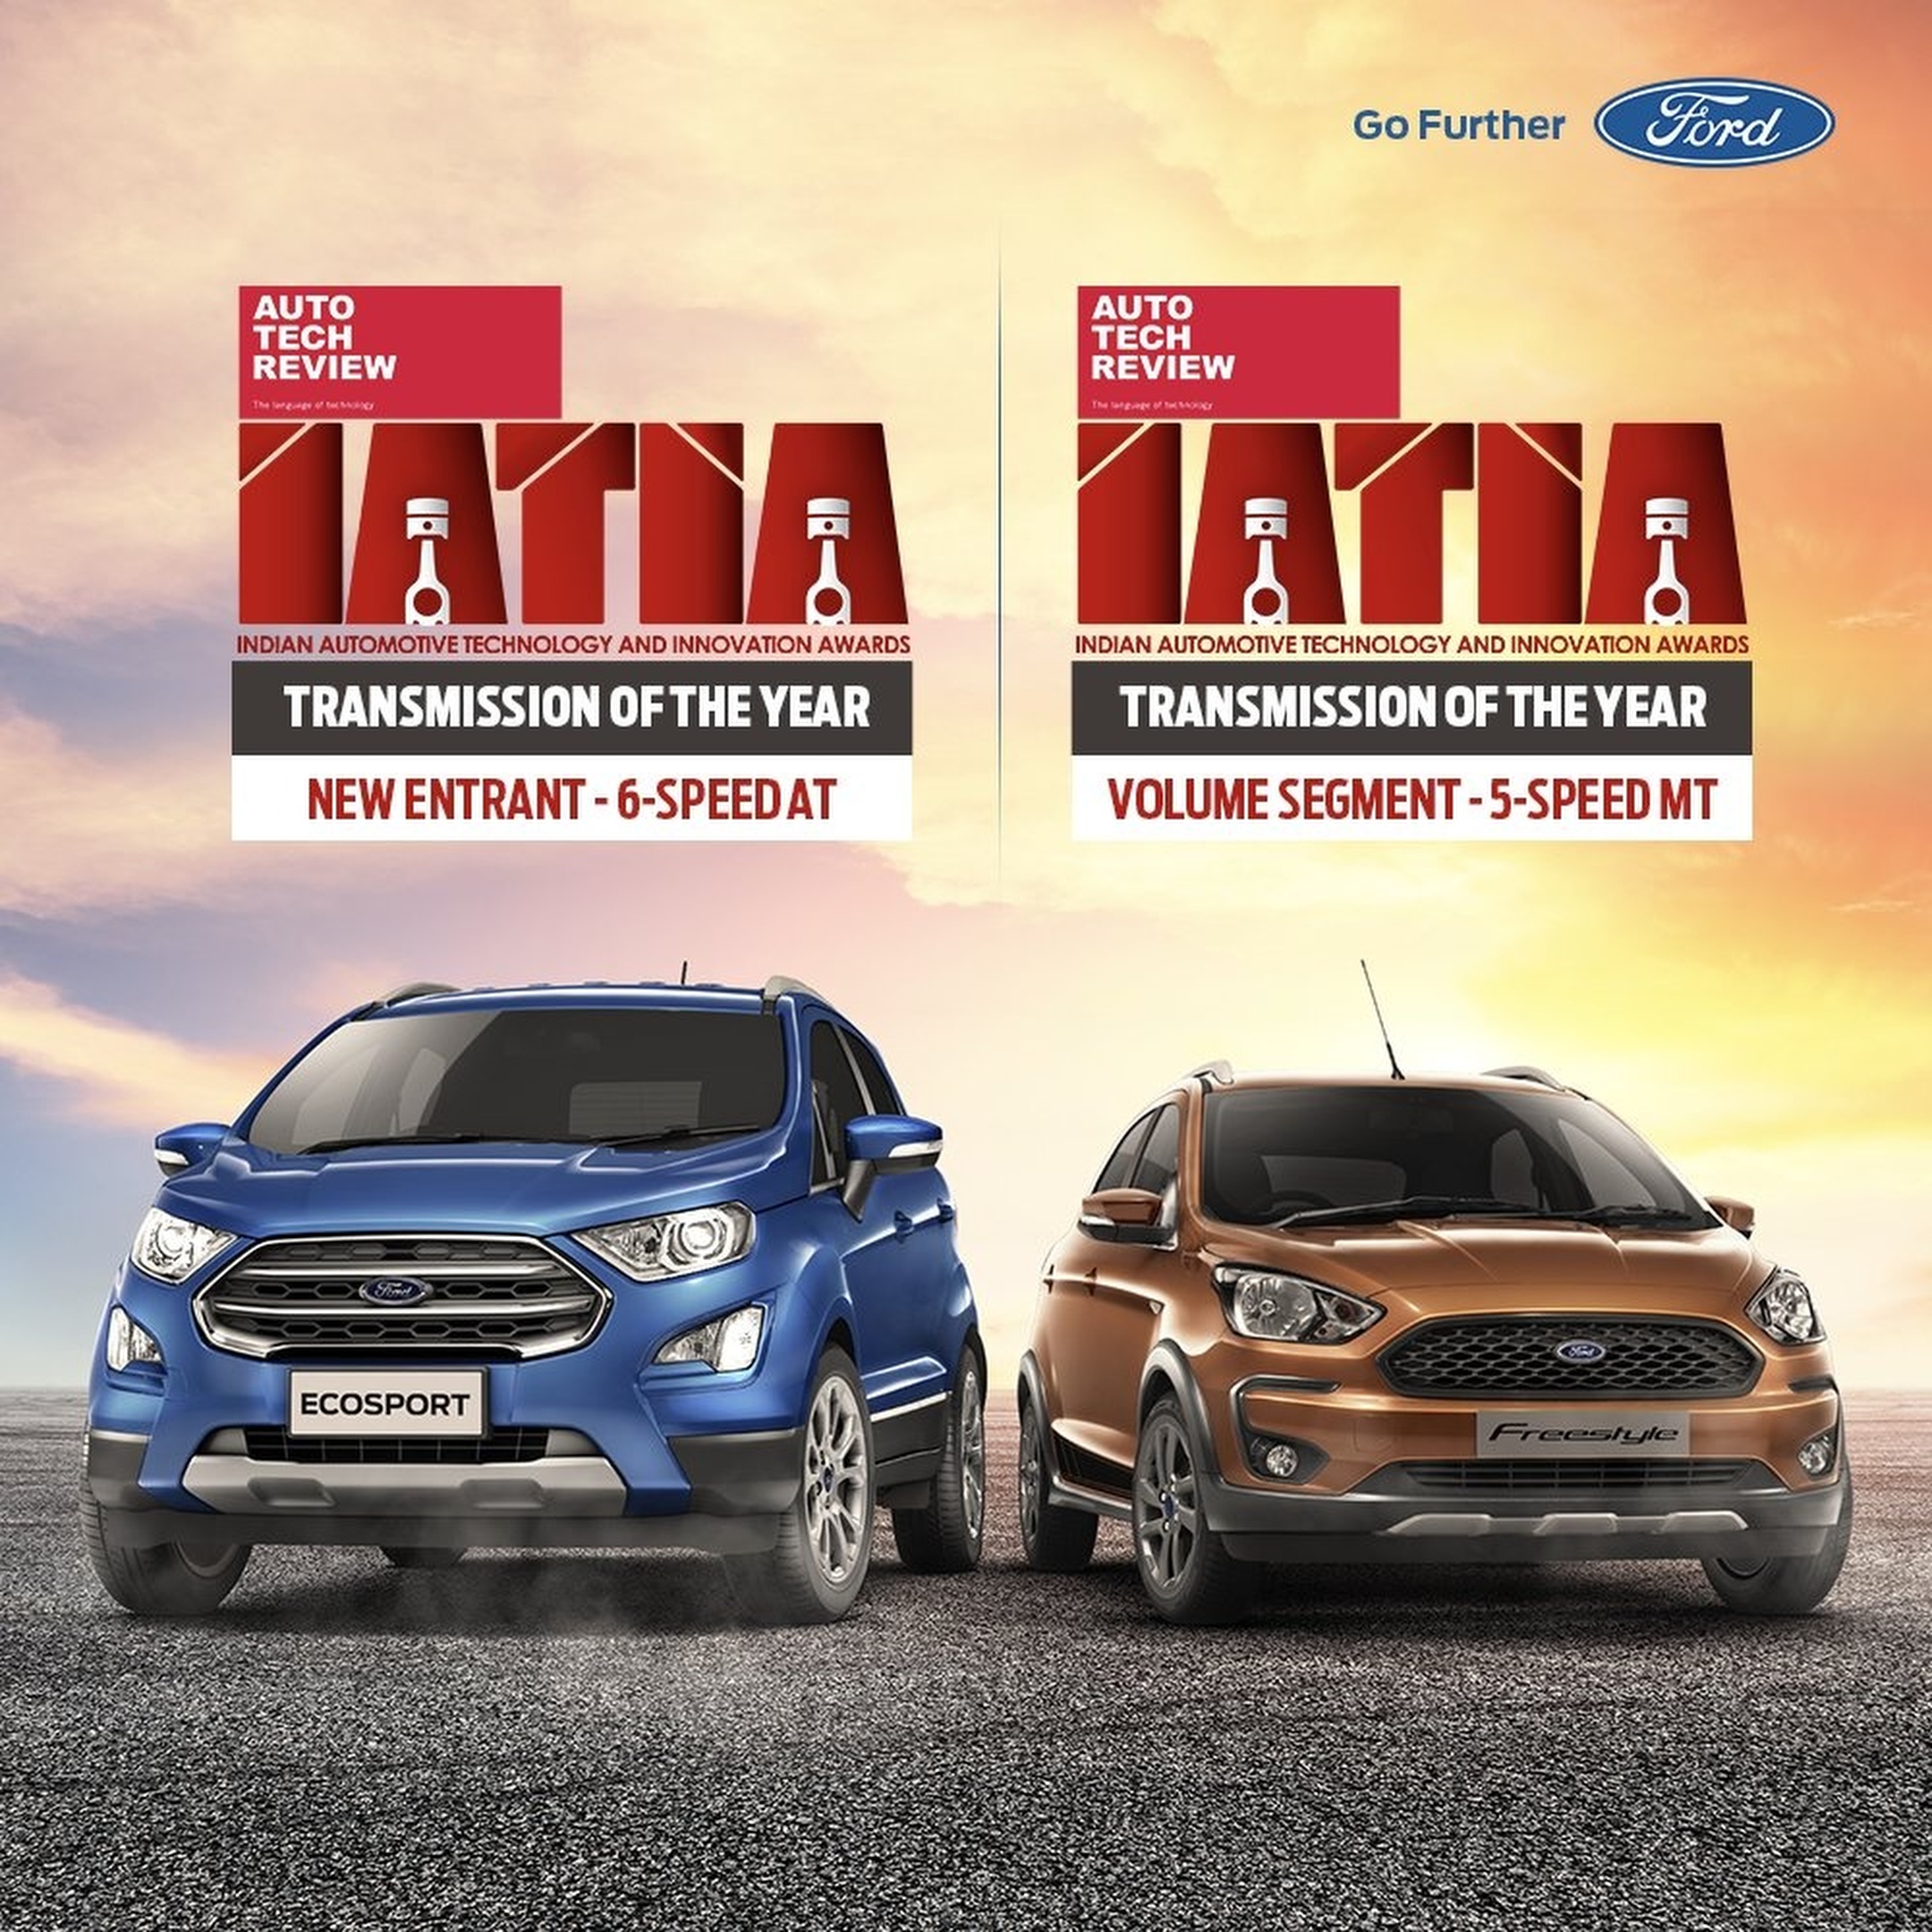 Go Further Ford
AUTO
TECH
REVIEW
The language of technology
IATIA
INDIAN AUTOMOTIVE TECHNOLOGY AND INNOVATION AWARDS
TRANSMISSION OF THE YEAR
NEW ENTRANT - 6-SPEED AT
AUTO
TECH
REVIEW
The language of technology
IATIA
INDIAN AUTOMOTIVE TECHNOLOGY AND INNOVATION AWARDS
TRANSMISSION OF THE YEAR
VOLUME SEGMENT - 5-SPEED MT
Ford
ECOSPORT
Ford
Freestyle